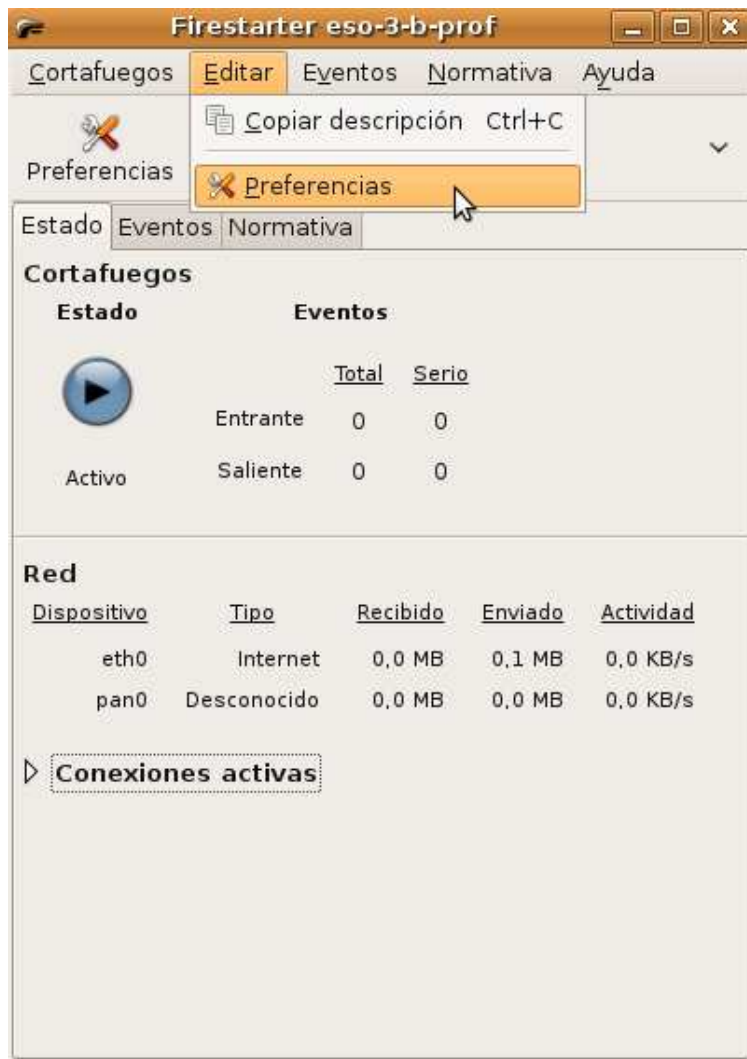 Firestarter eso-3-b-prof
Cortafuegos Editar Eventos Normativa Ayuda
Copiar descripción Ctrl+C
Preferencias
Preferencias
Estado Eventos Normativa
Cortafuegos
Estado Eventos
Total Serio
Entrante 0 0
Saliente 0 0
Activo
Red
Dispositivo Tipo Recibido Enviado Actividad
eth0 Internet 0,0 MB 0,1 MB 0,0 KB/s
pan0 Desconocido 0,0 MB 0,0 MB 0,0 KB/s
Conexiones activas